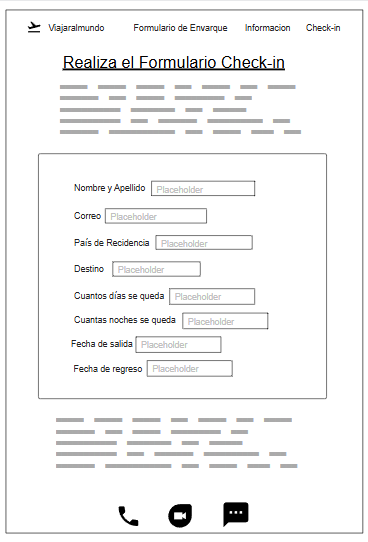 Viajaralmundo Formulario de Envarque Informacion Check-in
Realiza el Formulario Check-in
Nombre y Apellido Placeholder
Correo Placeholder
País de Recidencia Placeholder
Destino Placeholder
Cuantos días se queda Placeholder
Cuantas noches se queda Placeholder
Fecha de salida Placeholder
Fecha de regreso Placeholder